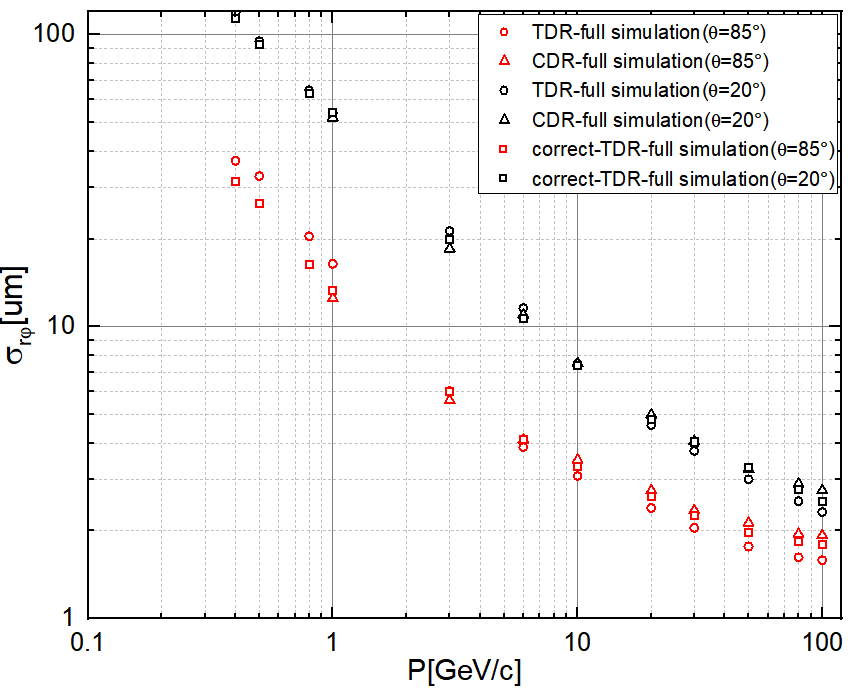 TDR-full simulation(θ=85°)
CDR-full simulation(θ=85°)
TDR-full simulation(θ=20°)
CDR-full simulation(θ=20°)
correct-TDR-full simulation(θ=85°)
correct-TDR-full simulation(θ=20°)
100
10
1
σrφ[um]
0.1
1
10
100
P[GeV/c]